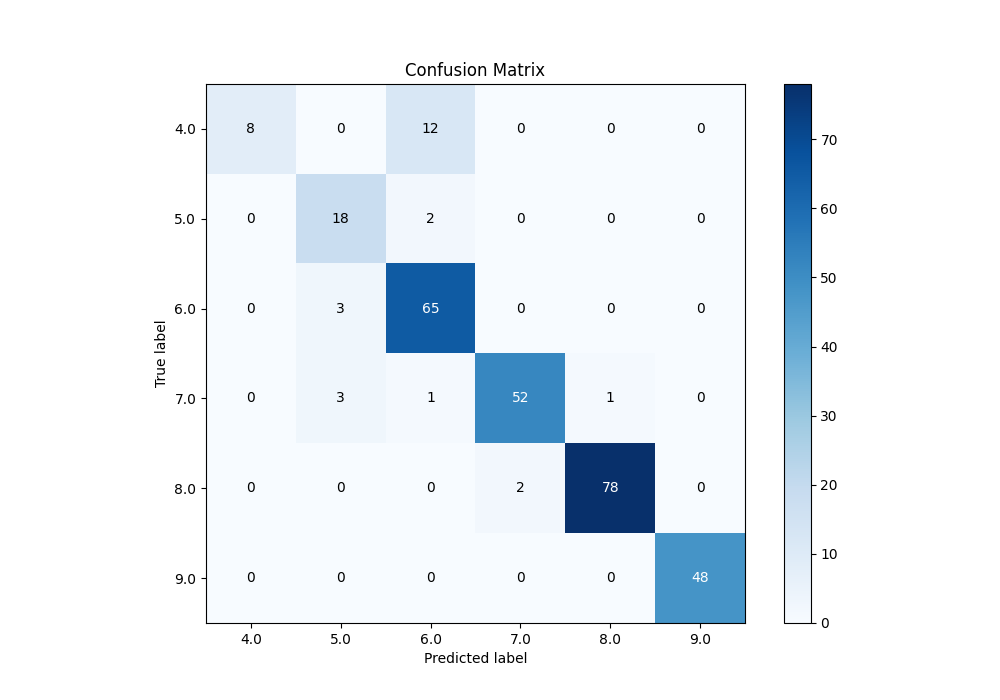 Confusion Matrix
4.0 8 0 12 0 0 0
5.0 0 18 2 0 0 0
6.0 0 3 65 0 0 0
7.0 0 3 1 52 1 0
8.0 0 0 0 2 78 0
9.0 0 0 0 0 0 48
4.0 5.0 6.0 7.0 8.0 9.0
Predicted label
True label
70
60
50
40
30
20
10
0